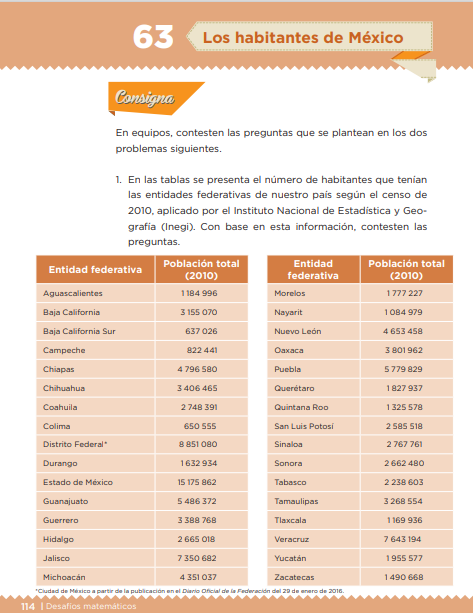 63
Los habitantes de México
Consigna
En equipos, contesten las preguntas que se plantean en los dos
problemas siguientes.
1. En las tablas se presenta el número de habitantes que tenían
las entidades federativas de nuestro país según el censo de
2010, aplicado por el Instituto Nacional de Estadística y Geo-
grafía (Inegi). Con base en esta información, contesten las
preguntas.
Entidad federativa Población total (2010)
Aguascalientes 1 184 996
Baja California 3 155 070
Baja California Sur 637 026
Campeche 822 441
Chiapas 4 796 580
Chihuahua 3 406 465
Coahuila 2 748 391
Colima 650 555
Distrito Federal* 8 851 080
Durango 1 632 934
Estado de México 15 175 862
Guanajuato 5 486 372
Guerrero 3 388 768
Hidalgo 2 665 018
Jalisco 7 350 682
Michoacán 4 351 037
Entidad federativa Población total (2010)
Morelos 1 777 227
Nayarit 1 084 979
Nuevo León 4 653 458
Oaxaca 3 801 962
Puebla 5 779 829
Querétaro 1 827 937
Quintana Roo 1 325 578
San Luis Potosí 2 585 518
Sinaloa 2 767 761
Sonora 2 662 480
Tabasco 2 238 603
Tamaulipas 3 268 554
Tlaxcala 1 169 936
Veracruz 7 643 194
Yucatán 1 955 577
Zacatecas 1 490 668
*Ciudad de México a partir de la publicación en el Diario Oficial de la Federación del 29 de enero de 2016.
114 | Desafíos matemáticos